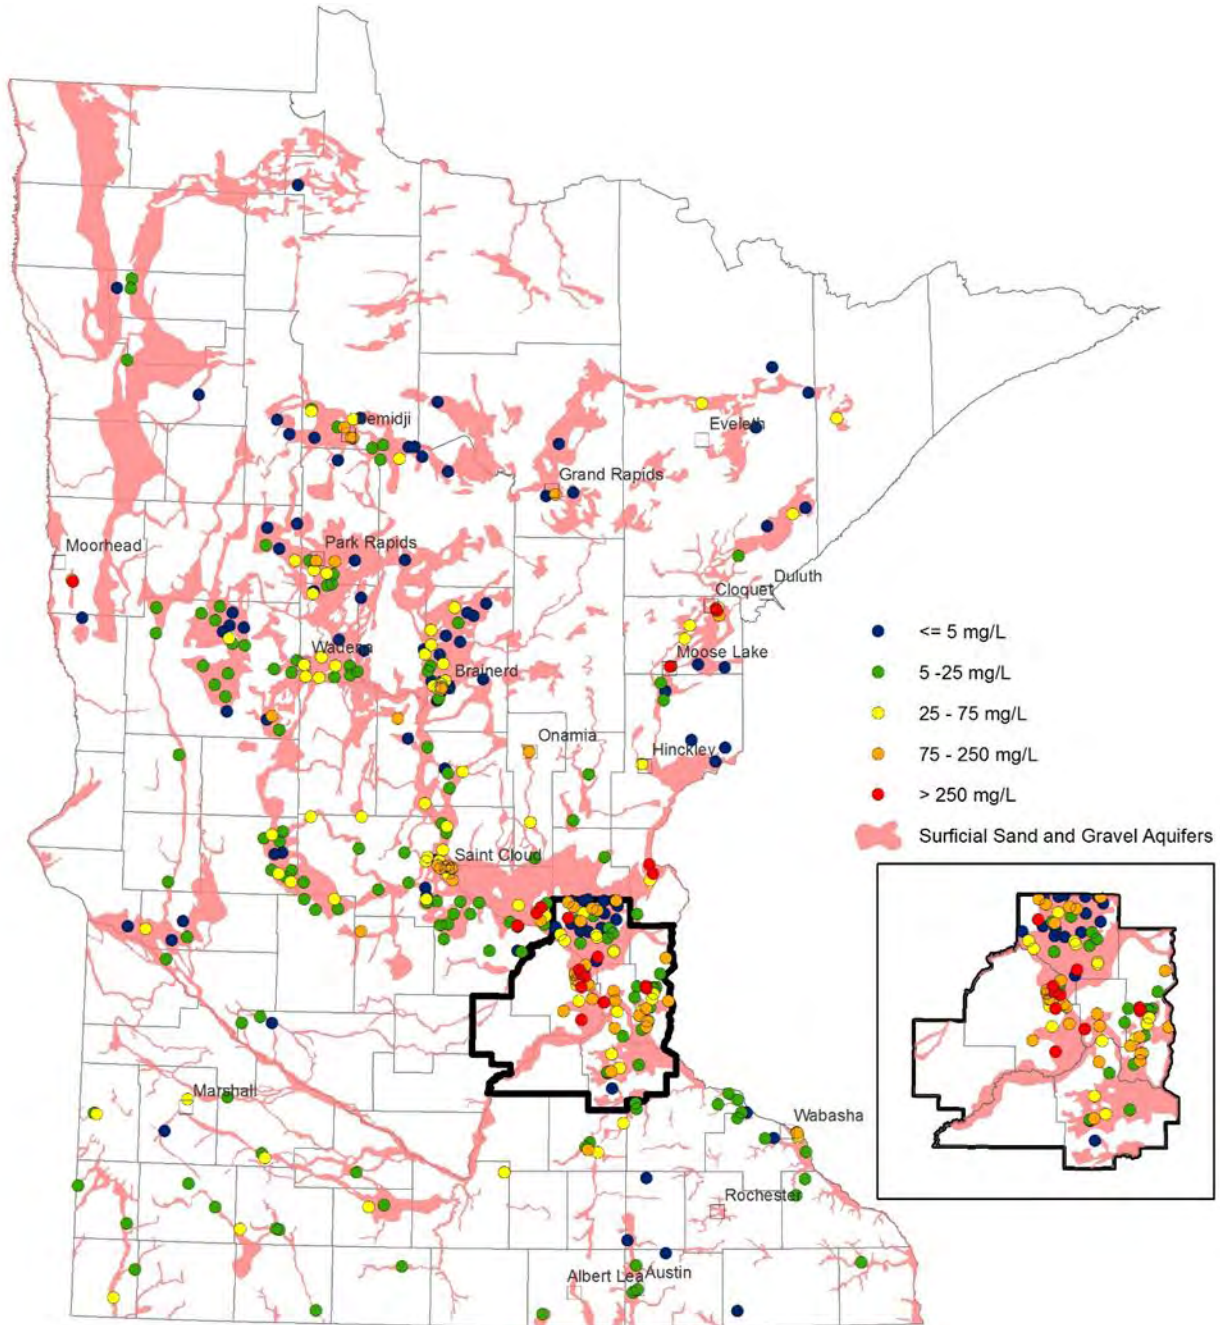 Bemidji
Eveleth
Grand Rapids
Moorhead
Park Rapids
Duluth
Cloquet
Wadena
Moose Lake
Brainerd
Onamia
Hinckley
Saint Cloud
Marshall
Wabasha
Rochester
Albert Lea
Austin
<= 5 mg/L
5 -25 mg/L
25 - 75 mg/L
75 - 250 mg/L
> 250 mg/L
Surficial Sand and Gravel Aquifers